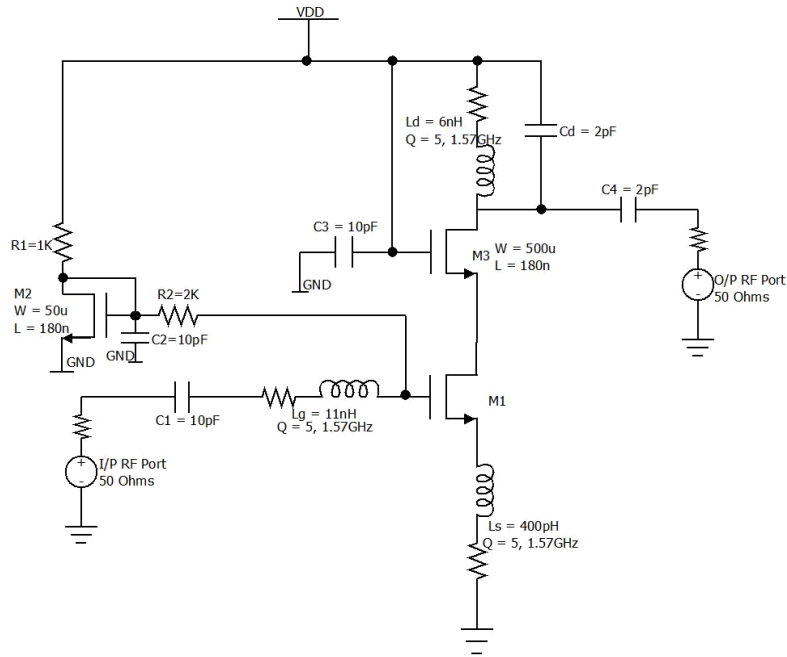 VDD
Ld = 6nH
Q = 5, 1.57GHz
Cd = 2pF
C4 = 2pF
C3 = 10pF
R1=1K
GND
M3
W = 500u
L = 180n
O/P RF Port
50 Ohms
M2
W = 50u
L = 180n
R2=2K
C2=10pF
GND
GND
M1
C1 = 10pF
Lg = 11nH
Q = 5, 1.57GHz
I/P RF Port
50 Ohms
Ls = 400pH
Q = 5, 1.57GHz